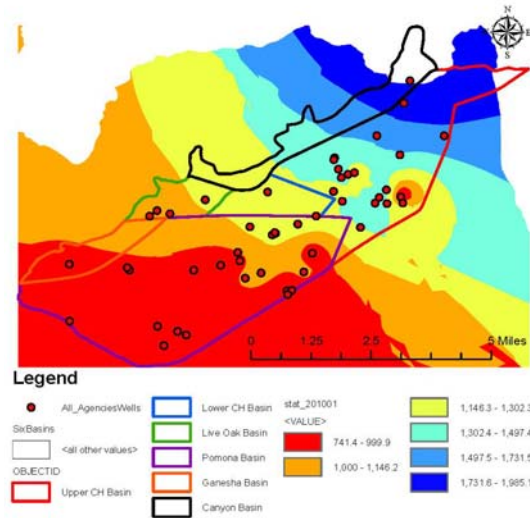 N
W
E
S
0
1.25
2.5
5 Miles
Legend
All_AgenciesWells
SixBasins
<all other values>
OBJECTID
Upper CH Basin
Lower CH Basin
Live Oak Basin
Pomona Basin
Ganesha Basin
Canyon Basin
stat_201001
<VALUE>
741.4 - 999.9
1,000 - 1,146.2
1,146.3 - 1,302.3
1,302.4 - 1,497.4
1,497.5 - 1,731.5
1,731.6 - 1,985.1